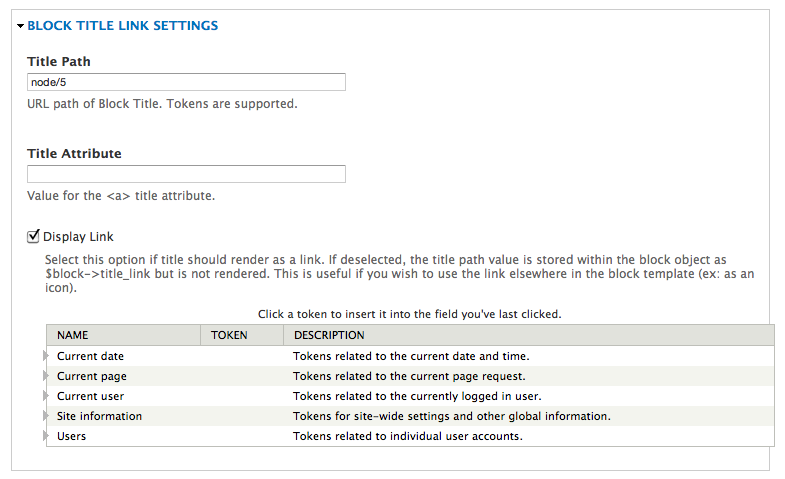 BLOCK TITLE LINK SETTINGS
Title Path
node/5
URL path of Block Title. Tokens are supported.
Title Attribute
Value for the <a> title attribute.
Display Link
Select this option if title should render as a link. If deselected, the title path value is stored within the block object as
$block->title_link but is not rendered. This is useful if you wish to use the link elsewhere in the block template (ex: as an
icon).
Click a token to insert it into the field you've last clicked.
NAME TOKEN DESCRIPTION
Current date Tokens related to the current date and time.
Current page Tokens related to the current page request.
Current user Tokens related to the currently logged in user.
Site information Tokens for site-wide settings and other global information.
Users Tokens related to individual user accounts.